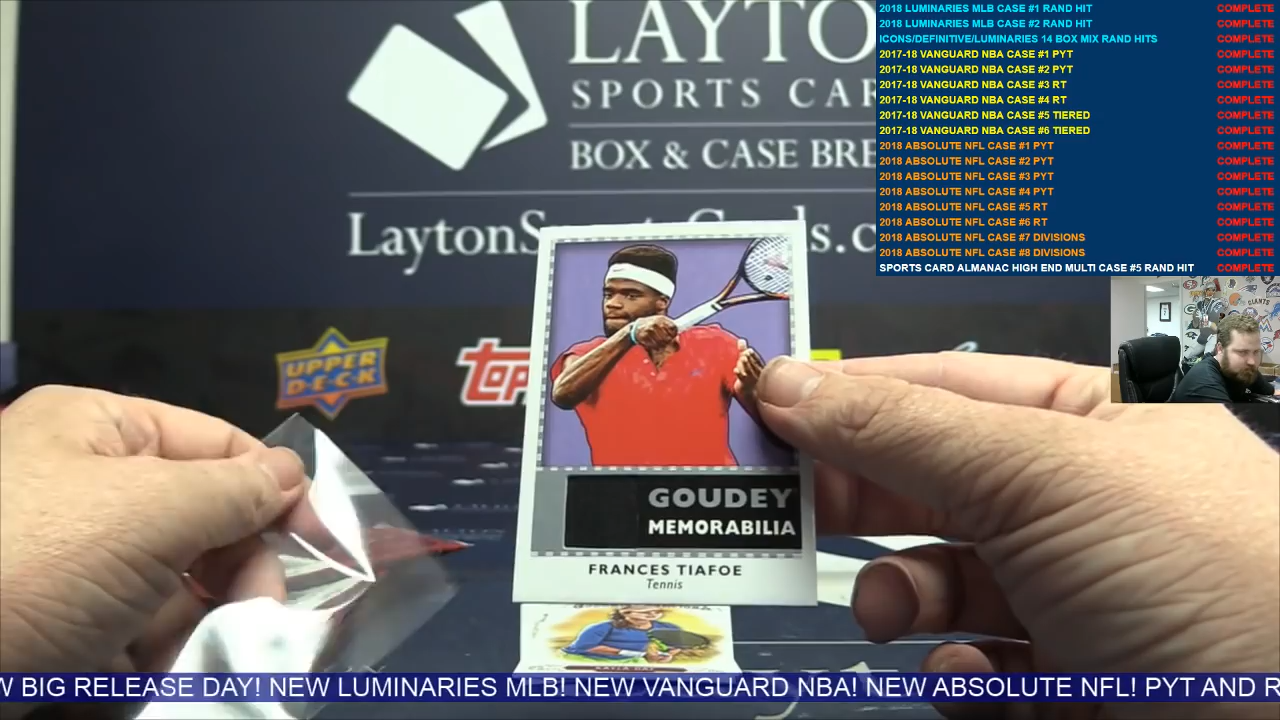 LAYTO
SPORTS CAR
BOX & CASE BRE
LaytonS rds.c
UPPER DECK
TOP
GOUDEY
MEMORABILIA
FRANCES TIAFOE
Tennis
2018 LUMINARIES MLB CASE #1 RAND HIT COMPLETE
2018 LUMINARIES MLB CASE #2 RAND HIT COMPLETE
ICONS/DEFINITIVE/LUMINARIES 14 BOX MIX RAND HITS COMPLETE
2017-18 VANGUARD NBA CASE #1 PYT COMPLETE
2017-18 VANGUARD NBA CASE #2 PYT COMPLETE
2017-18 VANGUARD NBA CASE #3 RT COMPLETE
2017-18 VANGUARD NBA CASE #4 RT COMPLETE
2017-18 VANGUARD NBA CASE #5 TIERED COMPLETE
2017-18 VANGUARD NBA CASE #6 TIERED COMPLETE
2018 ABSOLUTE NFL CASE #1 PYT COMPLETE
2018 ABSOLUTE NFL CASE #2 PYT COMPLETE
2018 ABSOLUTE NFL CASE #3 PYT COMPLETE
2018 ABSOLUTE NFL CASE #4 PYT COMPLETE
2018 ABSOLUTE NFL CASE #5 RT COMPLETE
2018 ABSOLUTE NFL CASE #6 RT COMPLETE
2018 ABSOLUTE NFL CASE #7 DIVISIONS COMPLETE
2018 ABSOLUTE NFL CASE #8 DIVISIONS COMPLETE
SPORTS CARD ALMANAC HIGH END MULTI CASE #5 RAND HIT COMPLETE
GIANTS
W BIG RELEASE DAY! NEW LUMINARIES MLB! NEW VANGUARD NBA! NEW ABSOLUTE NFL! PYT AND R